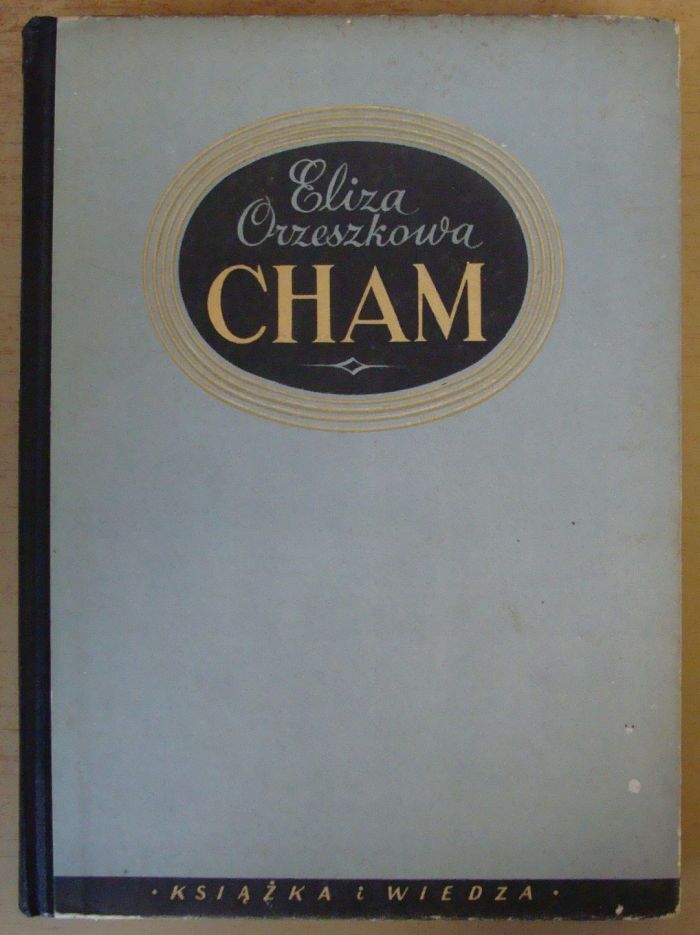 Eliza
Orzeszkowa
CHAM
· KSIĄŻKA i WIEDZA ·